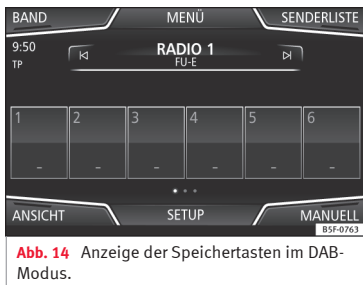 BAND MENÜ SENDERLISTE
9:50 RADIO 1
TP FU-E
1 2 3 4 5 6
- - - - - -
ANSICHT SETUP MANUELL
B5F-0763
Abb. 14 Anzeige der Speichertasten im DAB-
Modus.